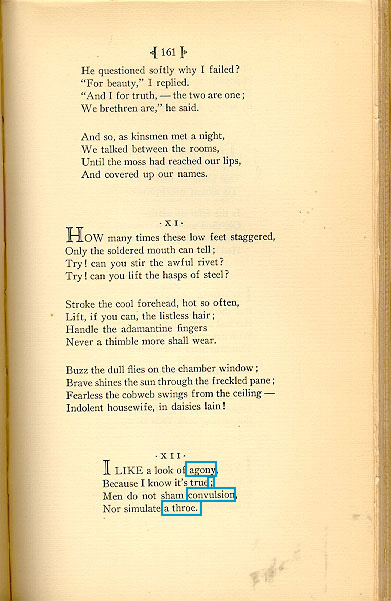 161
He questioned softly why I failed?
"For beauty," I replied.
"And I for truth, — the two are one;
We brethren are," he said.
And so, as kinsmen met a night,
We talked between the rooms,
Until the moss had reached our lips,
And covered up our names.
· XI ·
HOW many times these low feet staggered,
Only the soldered mouth can tell;
Try! can you stir the awful rivet?
Try! can you lift the hasps of steel?
Stroke the cool forehead, hot so often,
Lift, if you can, the listless hair;
Handle the adamantine fingers
Never a thimble more shall wear.
Buzz the dull flies on the chamber window;
Brave shines the sun through the freckled pane;
Fearless the cobweb swings from the ceiling —
Indolent housewife, in daisies lain!
· XII ·
I LIKE a look of agony,
Because I know it's true;
Men do not sham convulsion,
Nor simulate a throe.